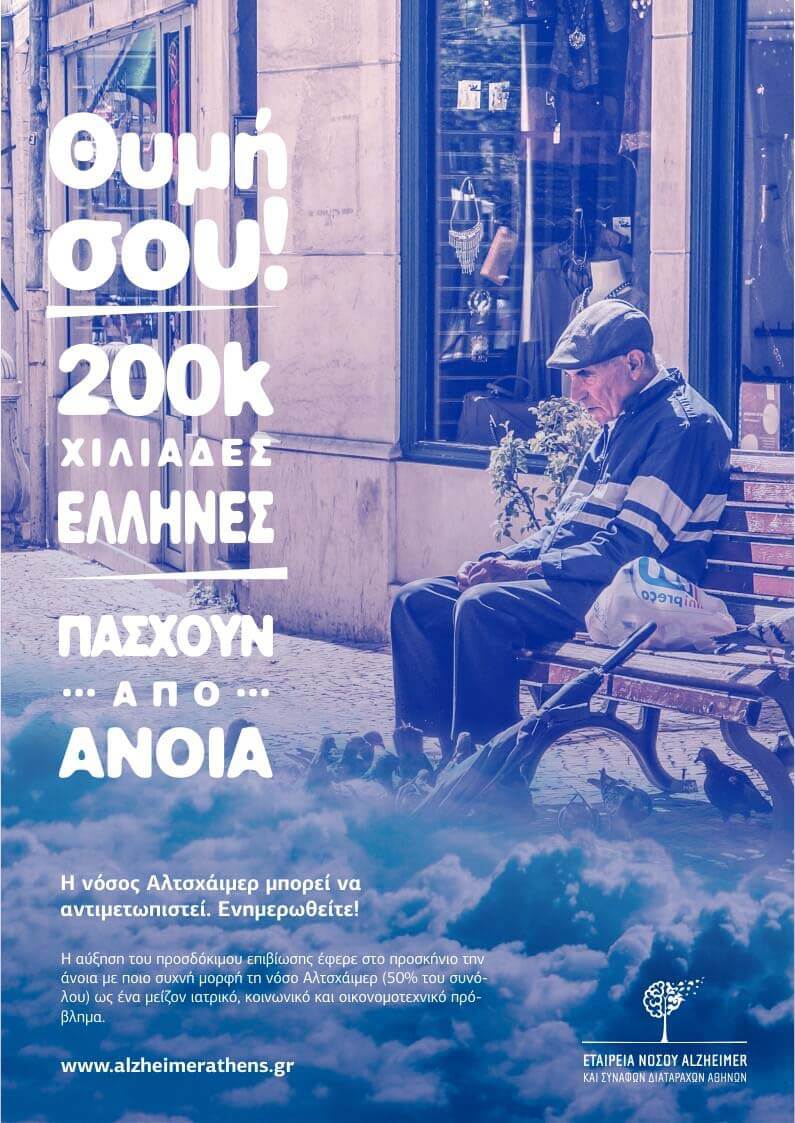 Θυμή
σου!
200k
ΧΙΛΙΑΔΕΣ
ΕΛΛΗΝΕΣ
ΠΑΣΧΟΥΝ
... ΑΠΟ ...
ΑΝΟΙΑ
Η νόσος Αλτσχάιμερ μπορεί να
αντιμετωπιστεί. Ενημερωθείτε!
Η αύξηση του προσδόκιμου επιβίωσης έφερε στο προσκήνιο την
άνοια με ποιο συχνή μορφή τη νόσο Αλτσχάιμερ (50% του συνό-
λου) ως ένα μείζον ιατρικό, κοινωνικό και οικονομοτεχνικό πρό-
βλημα.
www.alzheimerathens.gr
ΕΤΑΙΡΕΙΑ ΝΟΣΟΥ ALZHEIMER
ΚΑΙ ΣΥΝΑΦΩΝ ΔΙΑΤΑΡΑΧΩΝ ΑΘΗΝΩΝ